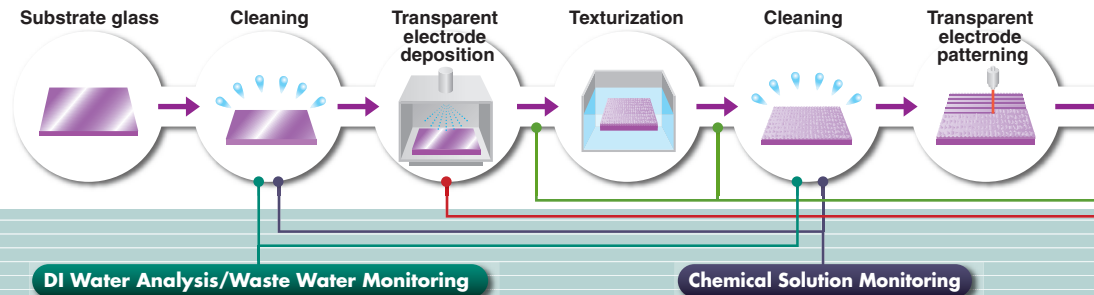 Substrate glass
Cleaning
Transparent
electrode
deposition
Texturization
Cleaning
Transparent
electrode
patterning
DI Water Analysis/Waste Water Monitoring
Chemical Solution Monitoring